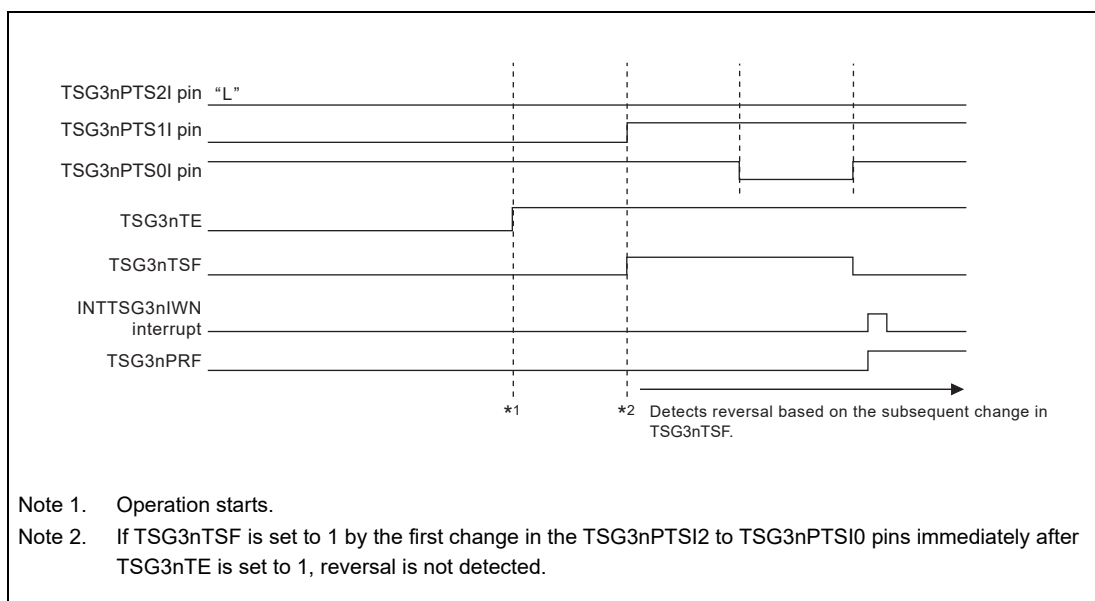 TSG3nPTS2I pin “L”
TSG3nPTS1I pin
TSG3nPTS0I pin
TSG3nTE
TSG3nTSF
INTTSG3nIWN
interrupt
TSG3nPRF
*1
*2 Detects reversal based on the subsequent change in
TSG3nTSF.
Note 1. Operation starts.
Note 2. If TSG3nTSF is set to 1 by the first change in the TSG3nPTSI2 to TSG3nPTSI0 pins immediately after
TSG3nTE is set to 1, reversal is not detected.